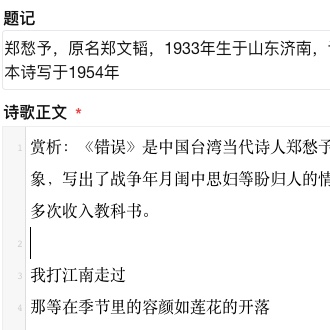 题记
郑愁予，原名郑文韬，1933年生于山东济南，
本诗写于1954年
诗歌正文 *
1 赏析：《错误》是中国台湾当代诗人郑愁予
象，写出了战争年月闺中思妇等盼归人的情
多次收入教科书。
2
3 我打江南走过
4 那等在季节里的容颜如莲花的开落